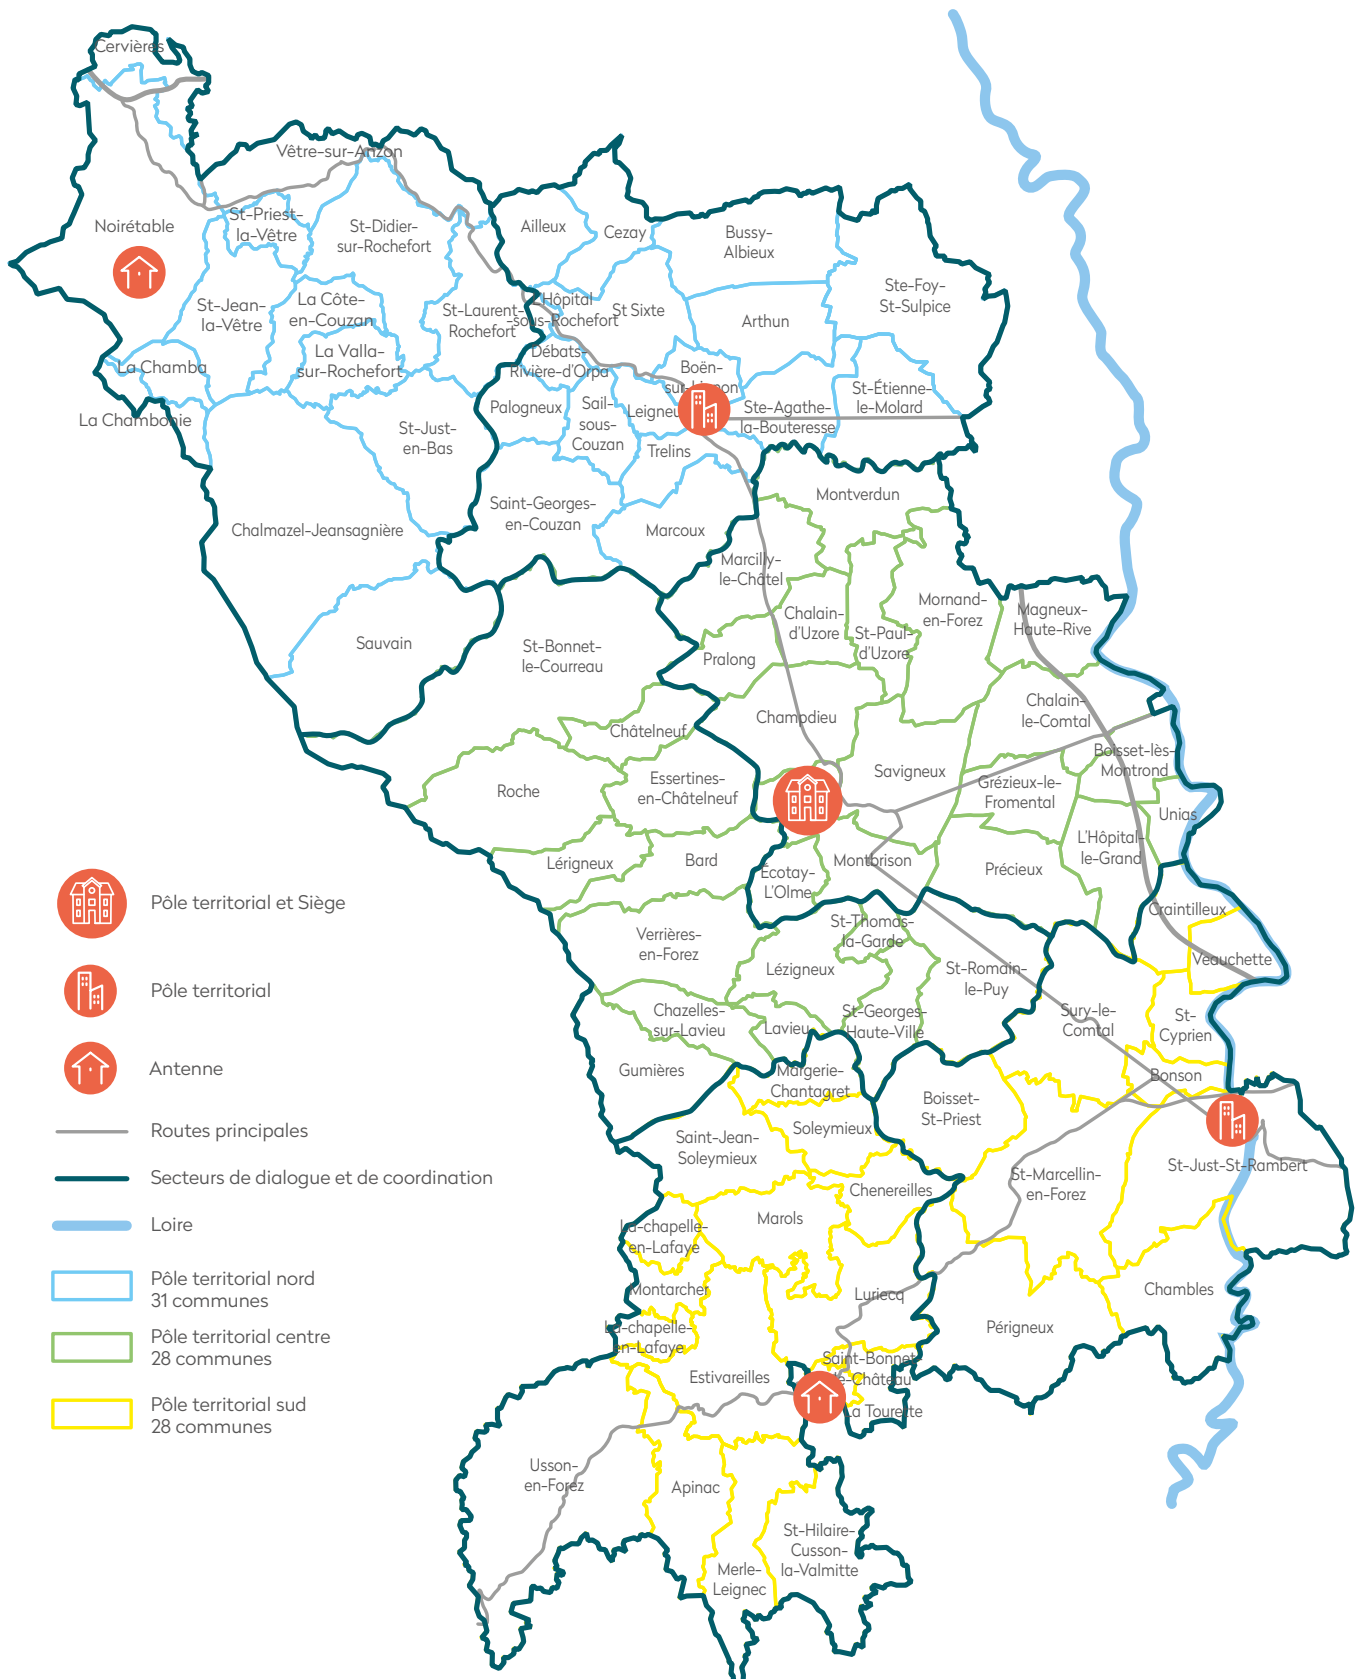 Cervières
Vêtre-sur-Anzon
Noirétable
St-Priest-
la-Vêtre
St-Didier-
sur-Rochefort
Ailleux
Cezay
Bussy-
Albieux
Ste-Foy-
St-Sulpice
St-Jean-
la-Vêtre
La Côte-
en-Couzan
St-Laurent-
Rochefort
L'Hôpital
-sous-Rochefort
St Sixte
Arthun
La Chamba
La Valla-
sur-Rochefort
Débats-
Rivière-d'Orpa
Boën-
sur-Lignon
St-Étienne-
le-Molard
La Chambonie
St-Just-
en-Bas
Palogneux
Sail-
sous-
Couzan
Leigneux
Ste-Agathe-
la-Bouteresse
Trelins
Chalmazel-Jeansagnière
Saint-Georges-
en-Couzan
Marcoux
Montverdun
Marcilly-
le-Châtel
Sauvain
St-Bonnet-
le-Courreau
Chalain-
d'Uzore
St-Paul-
d'Uzore
Mornand-
en-Forez
Magneux-
Haute-Rive
Pralong
Châtelneuf
Champdieu
Chalain-
le-Comtal
Roche
Essertines-
en-Châtelneuf
Savigneux
Grézieux-le-
Fromental
Boisset-lès-
Montrond
Unias
Lérigneux
Bard
Écotay-
L'Olme
Montbrison
Précieux
L'Hôpital-
le-Grand
Pôle territorial et Siège
Verrières-
en-Forez
St-Thomas-
la-Garde
Lézigneux
St-Romain-
le-Puy
Craintilleux
Veauchette
Pôle territorial
Chazelles-
sur-Lavieu
Lavieu
St-Georges-
Haute-Ville
Sury-le-
Comtal
St-
Cyprien
Antenne
Gumières
Margerie-
Chantagret
Boisset-
St-Priest
Bonson
Routes principales
Saint-Jean-
Soleymieux
Soleymieux
St-Marcellin-
en-Forez
St-Just-St-Rambert
Secteurs de dialogue et de coordination
Chenereilles
Loire
La-chapelle-
en-Lafaye
Marols
Pôle territorial nord
31 communes
Montarcher
Luriecq
Chambles
Pôle territorial centre
28 communes
La-chapelle-
en-Lafaye
Périgneux
Estivareilles
Saint-Bonnet-
le-Château
La Tourette
Pôle territorial sud
28 communes
Usson-
en-Forez
Apinac
St-Hilaire-
Cusson-
la-Valmitte
Merle-
Leignec